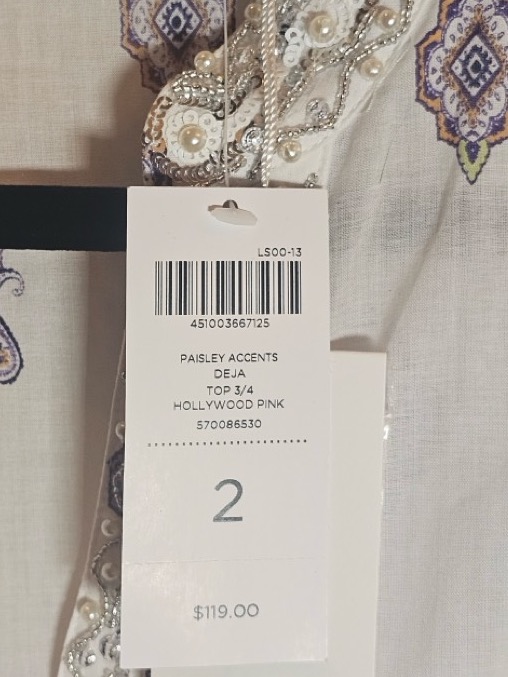 LS00-13
451003667125
PAISLEY ACCENTS
DEJA
TOP 3/4
HOLLYWOOD PINK
570086530
2
$119.00